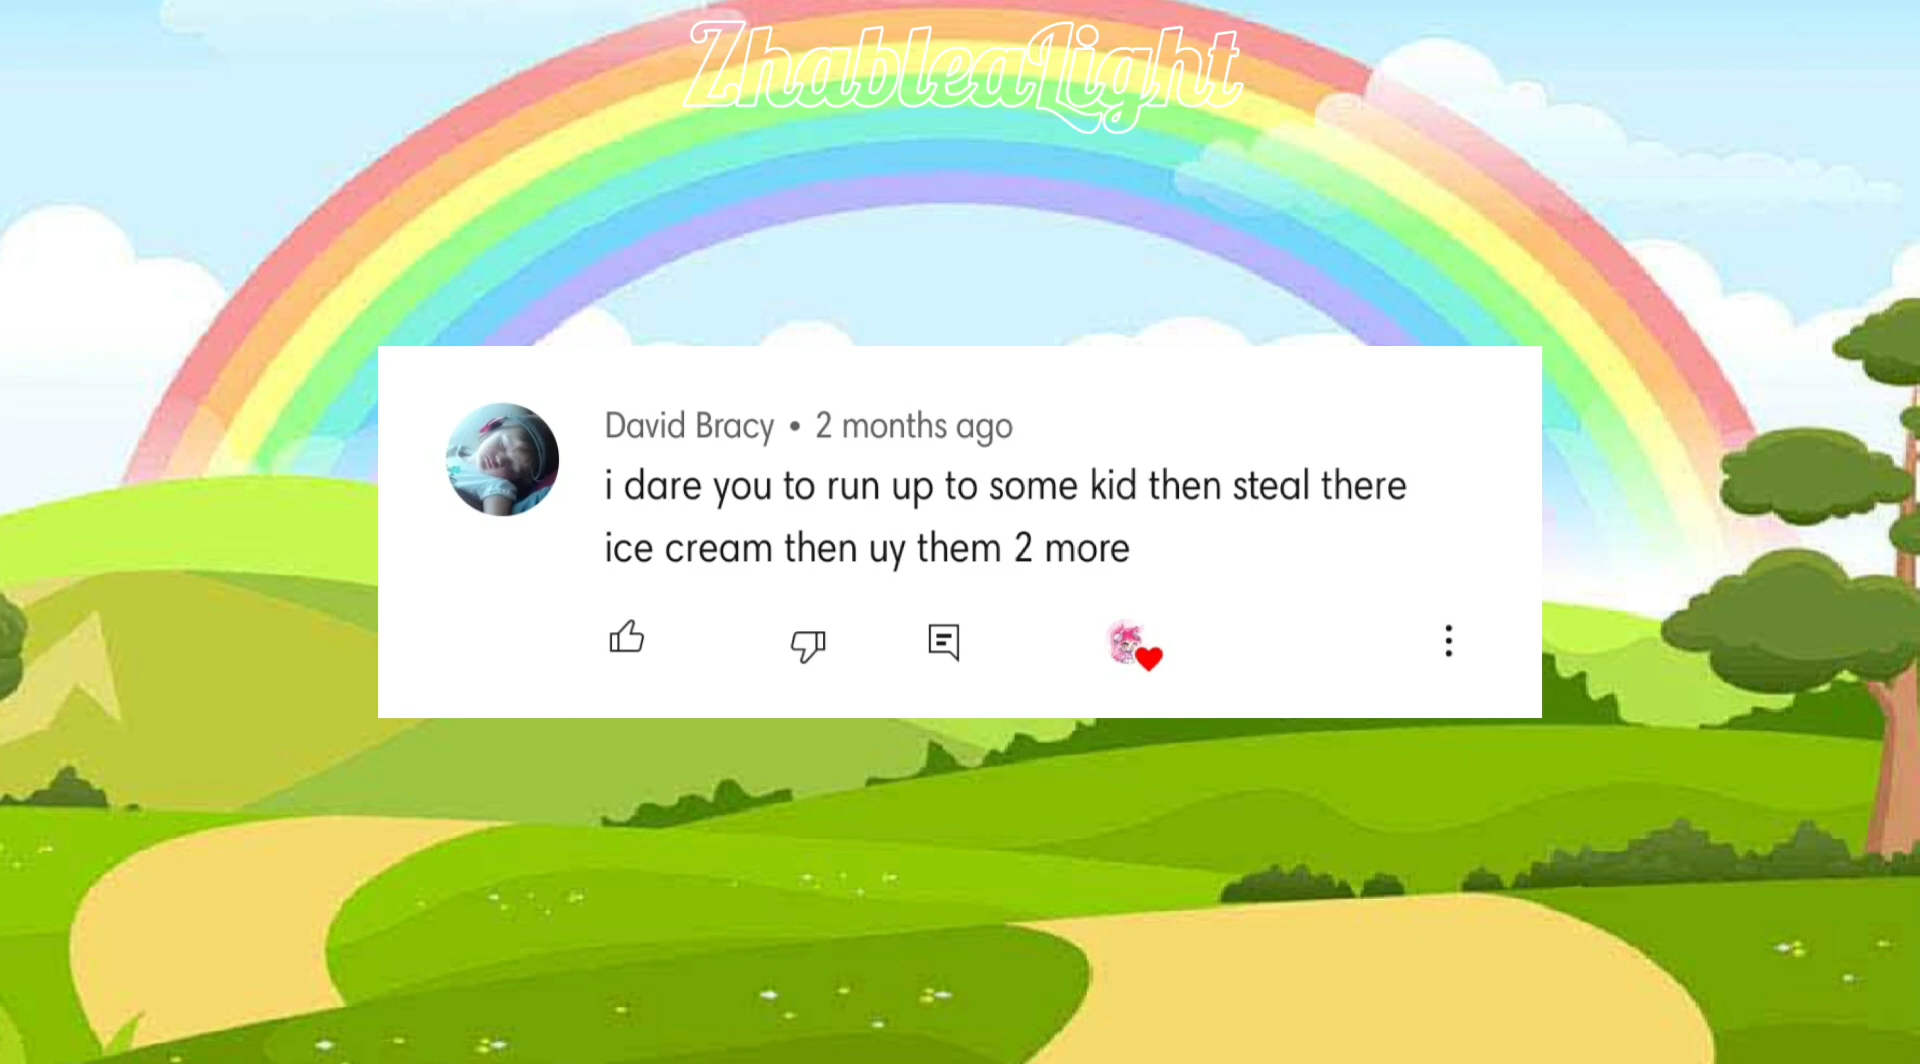 ZhableaLight
David Bracy • 2 months ago
i dare you to run up to some kid then steal there
ice cream then uy them 2 more